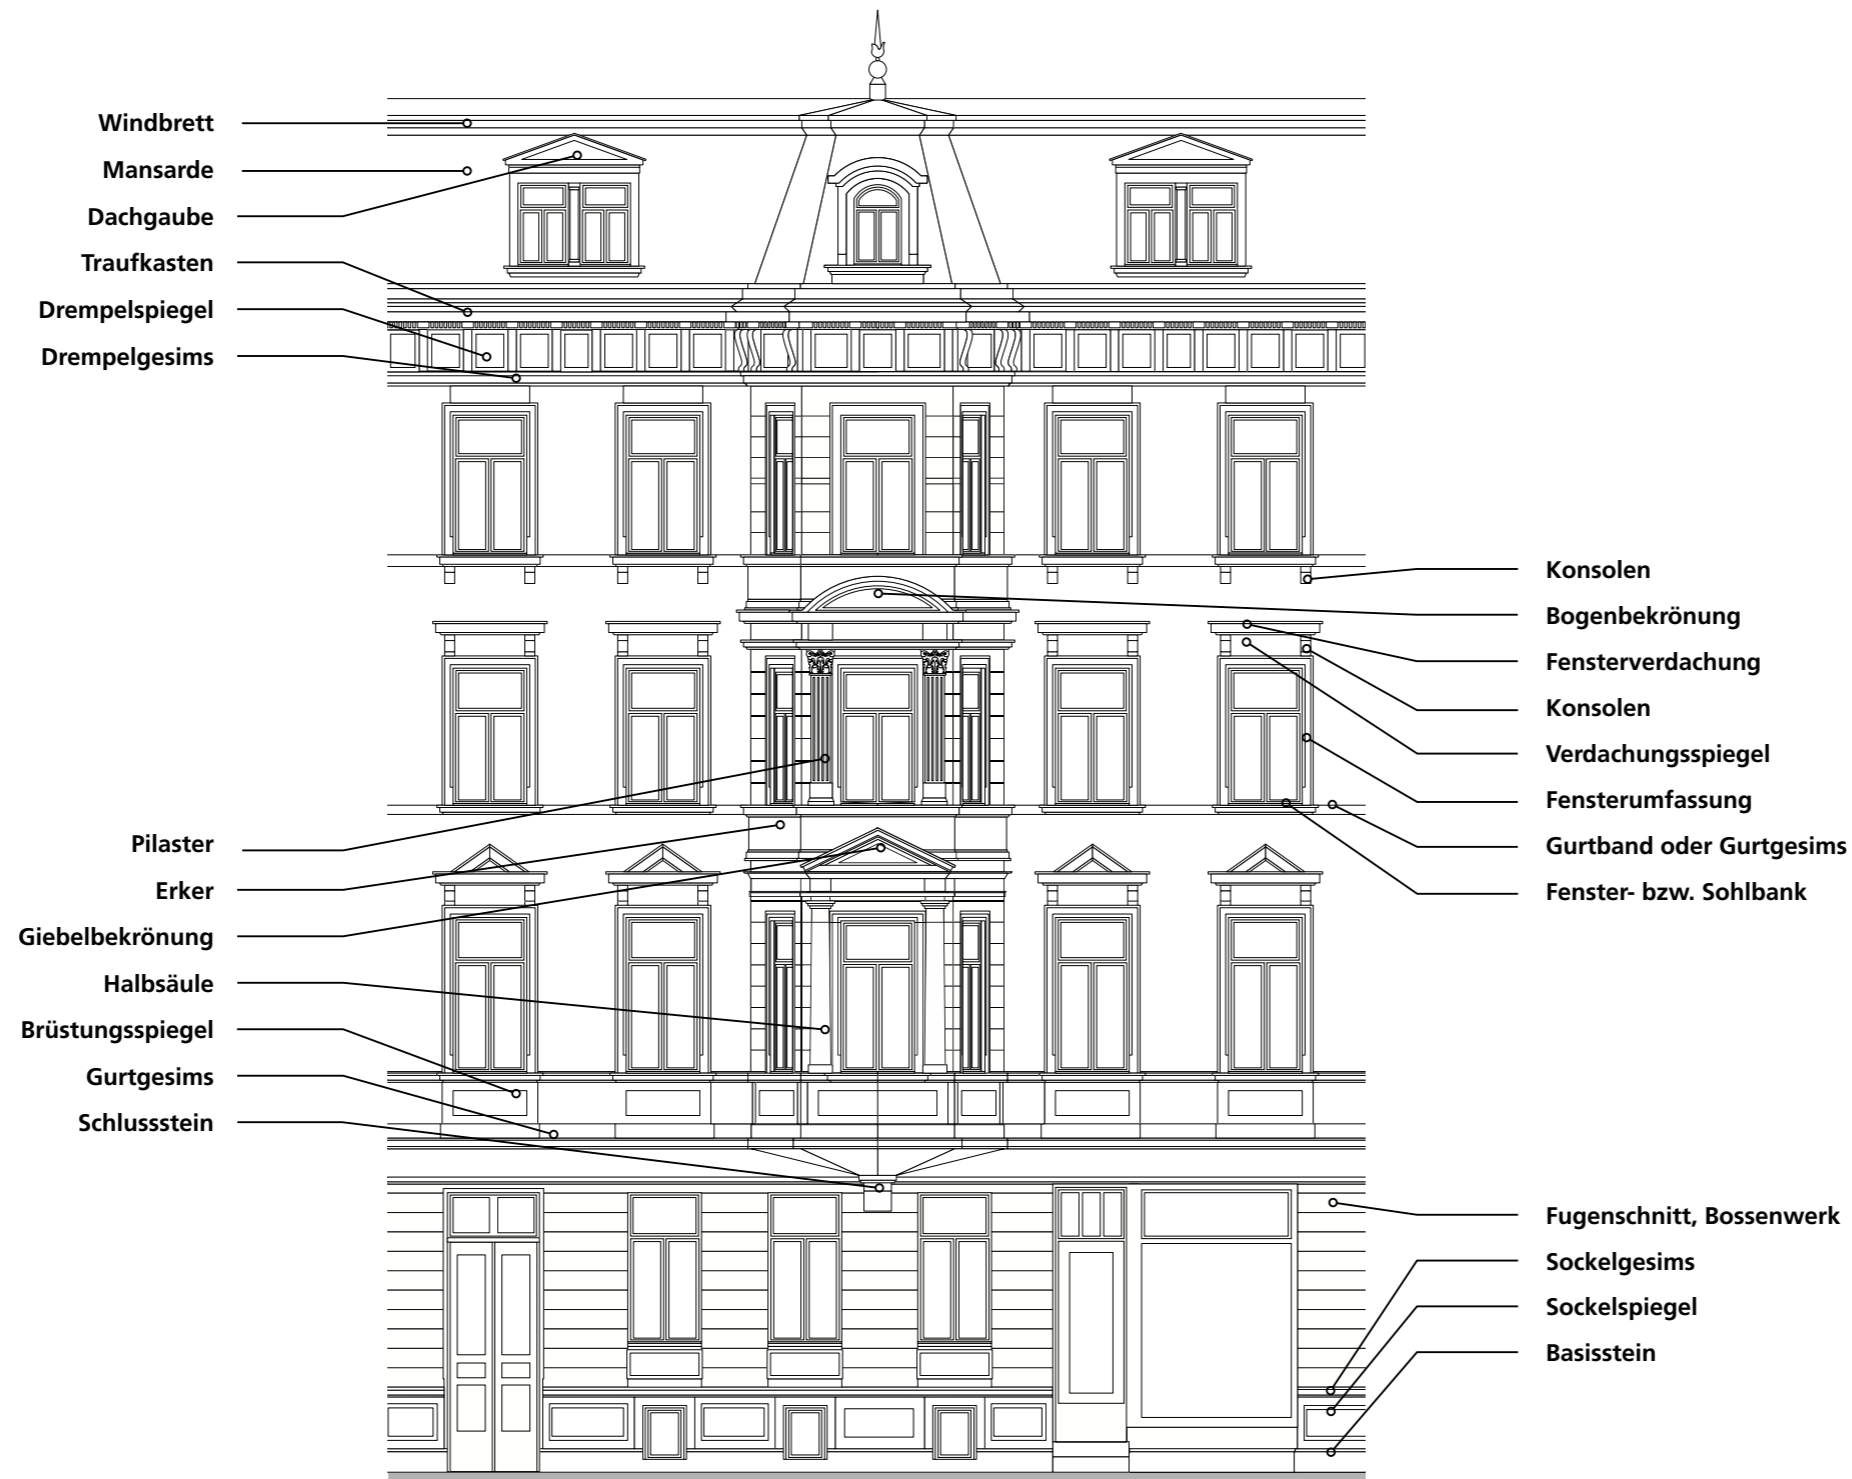 Windbrett
Mansarde
Dachgaube
Traufkasten
Drempelspiegel
Drempelgesims
Pilaster
Erker
Giebelbekrönung
Halbsäule
Brüstungsspiegel
Gurtgesims
Schlussstein
Konsolen
Bogenbekrönung
Fensterverdachung
Konsolen
Verdachungsspiegel
Fensterumfassung
Gurtband oder Gurtgesims
Fenster- bzw. Sohlbank
Fugenschnitt, Bossenwerk
Sockelgesims
Sockelspiegel
Basisstein